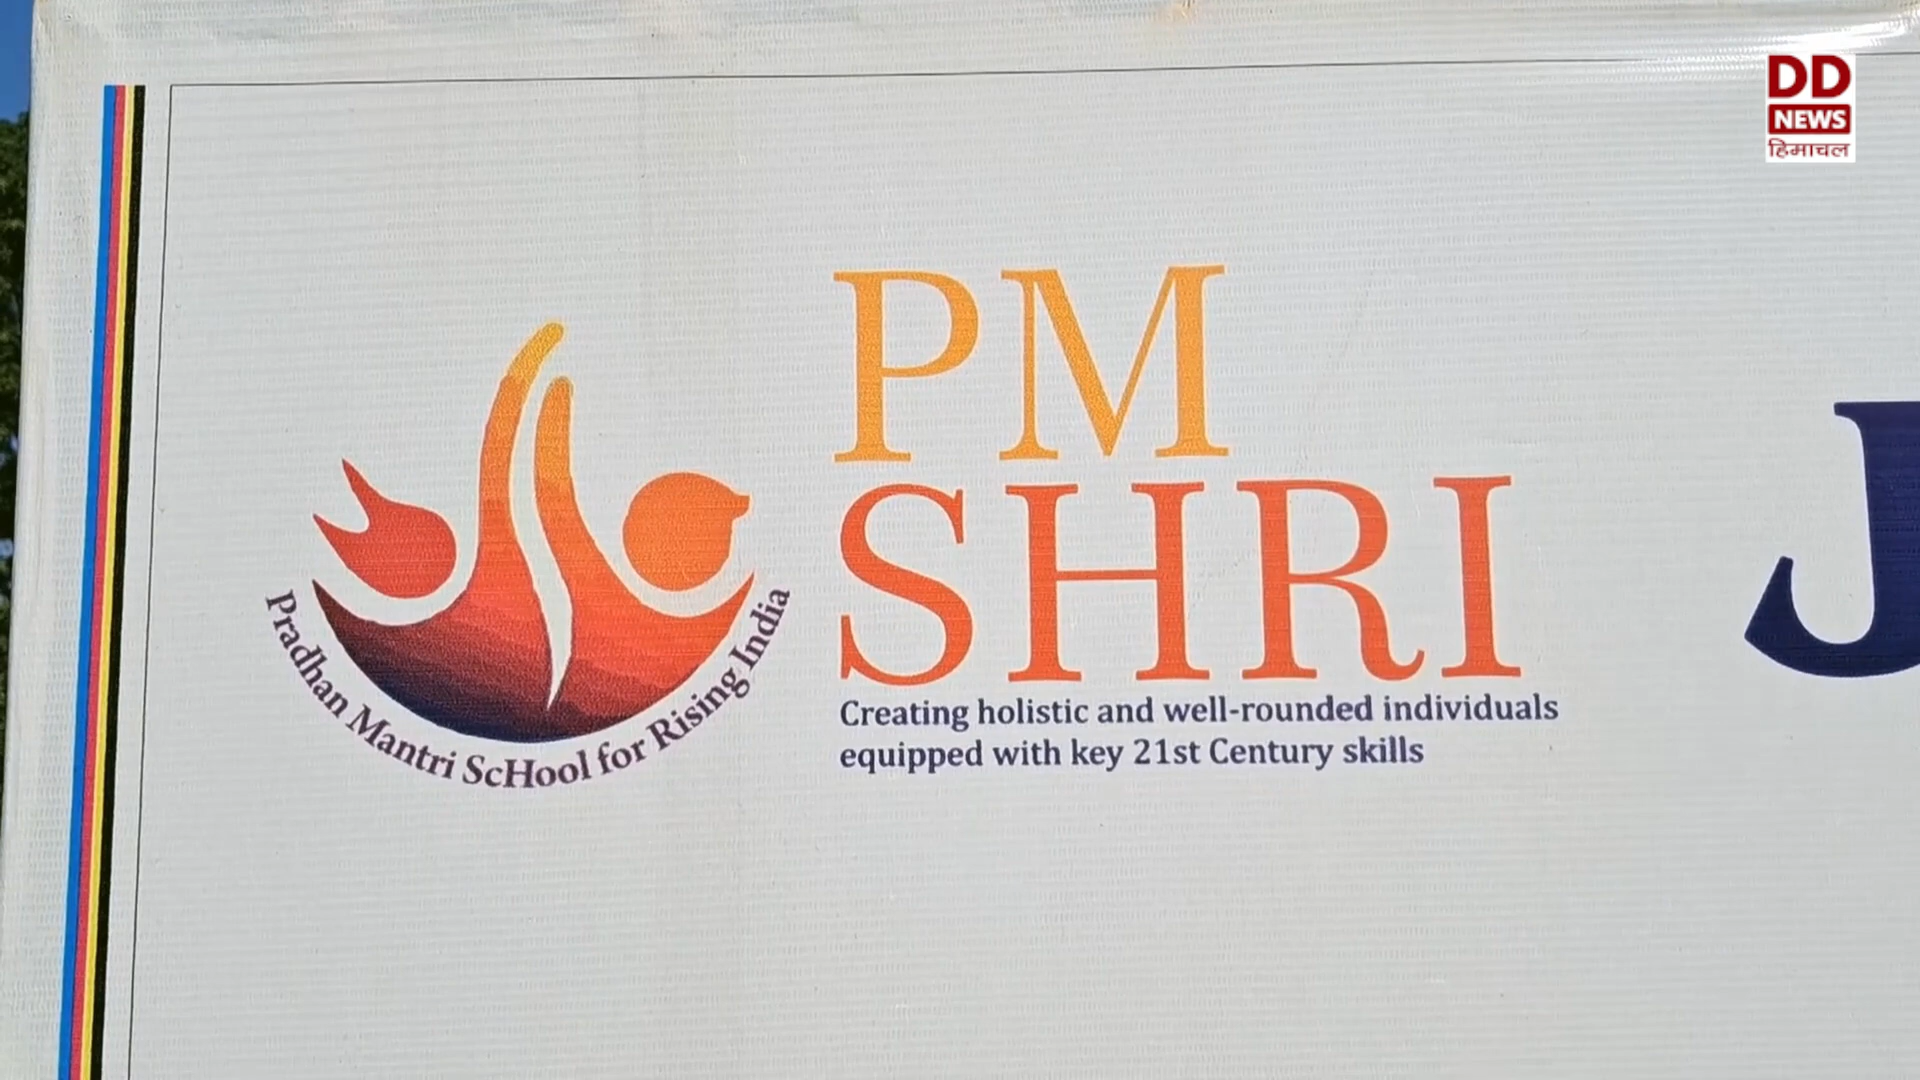 DD
NEWS
हिमाचल
PM
SHRI
Creating holistic and well-rounded individuals
equipped with key 21st Century skills
Pradhan Mantri ScHool for Rising India
J